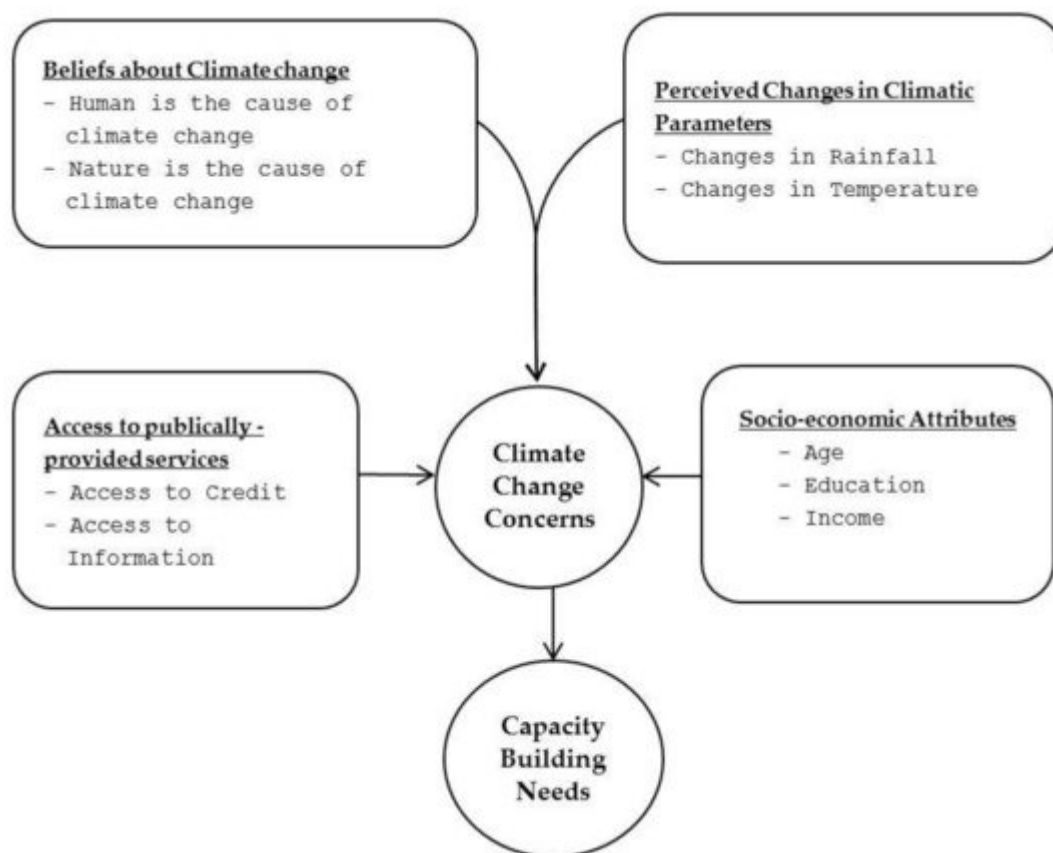 Beliefs about Climate change
- Human is the cause of
climate change
- Nature is the cause of
climate change
Perceived Changes in Climatic
Parameters
- Changes in Rainfall
- Changes in Temperature
Access to publically -
provided services
- Access to Credit
- Access to
Information
Climate
Change
Concerns
Socio-economic Attributes
- Age
- Education
- Income
Capacity
Building
Needs